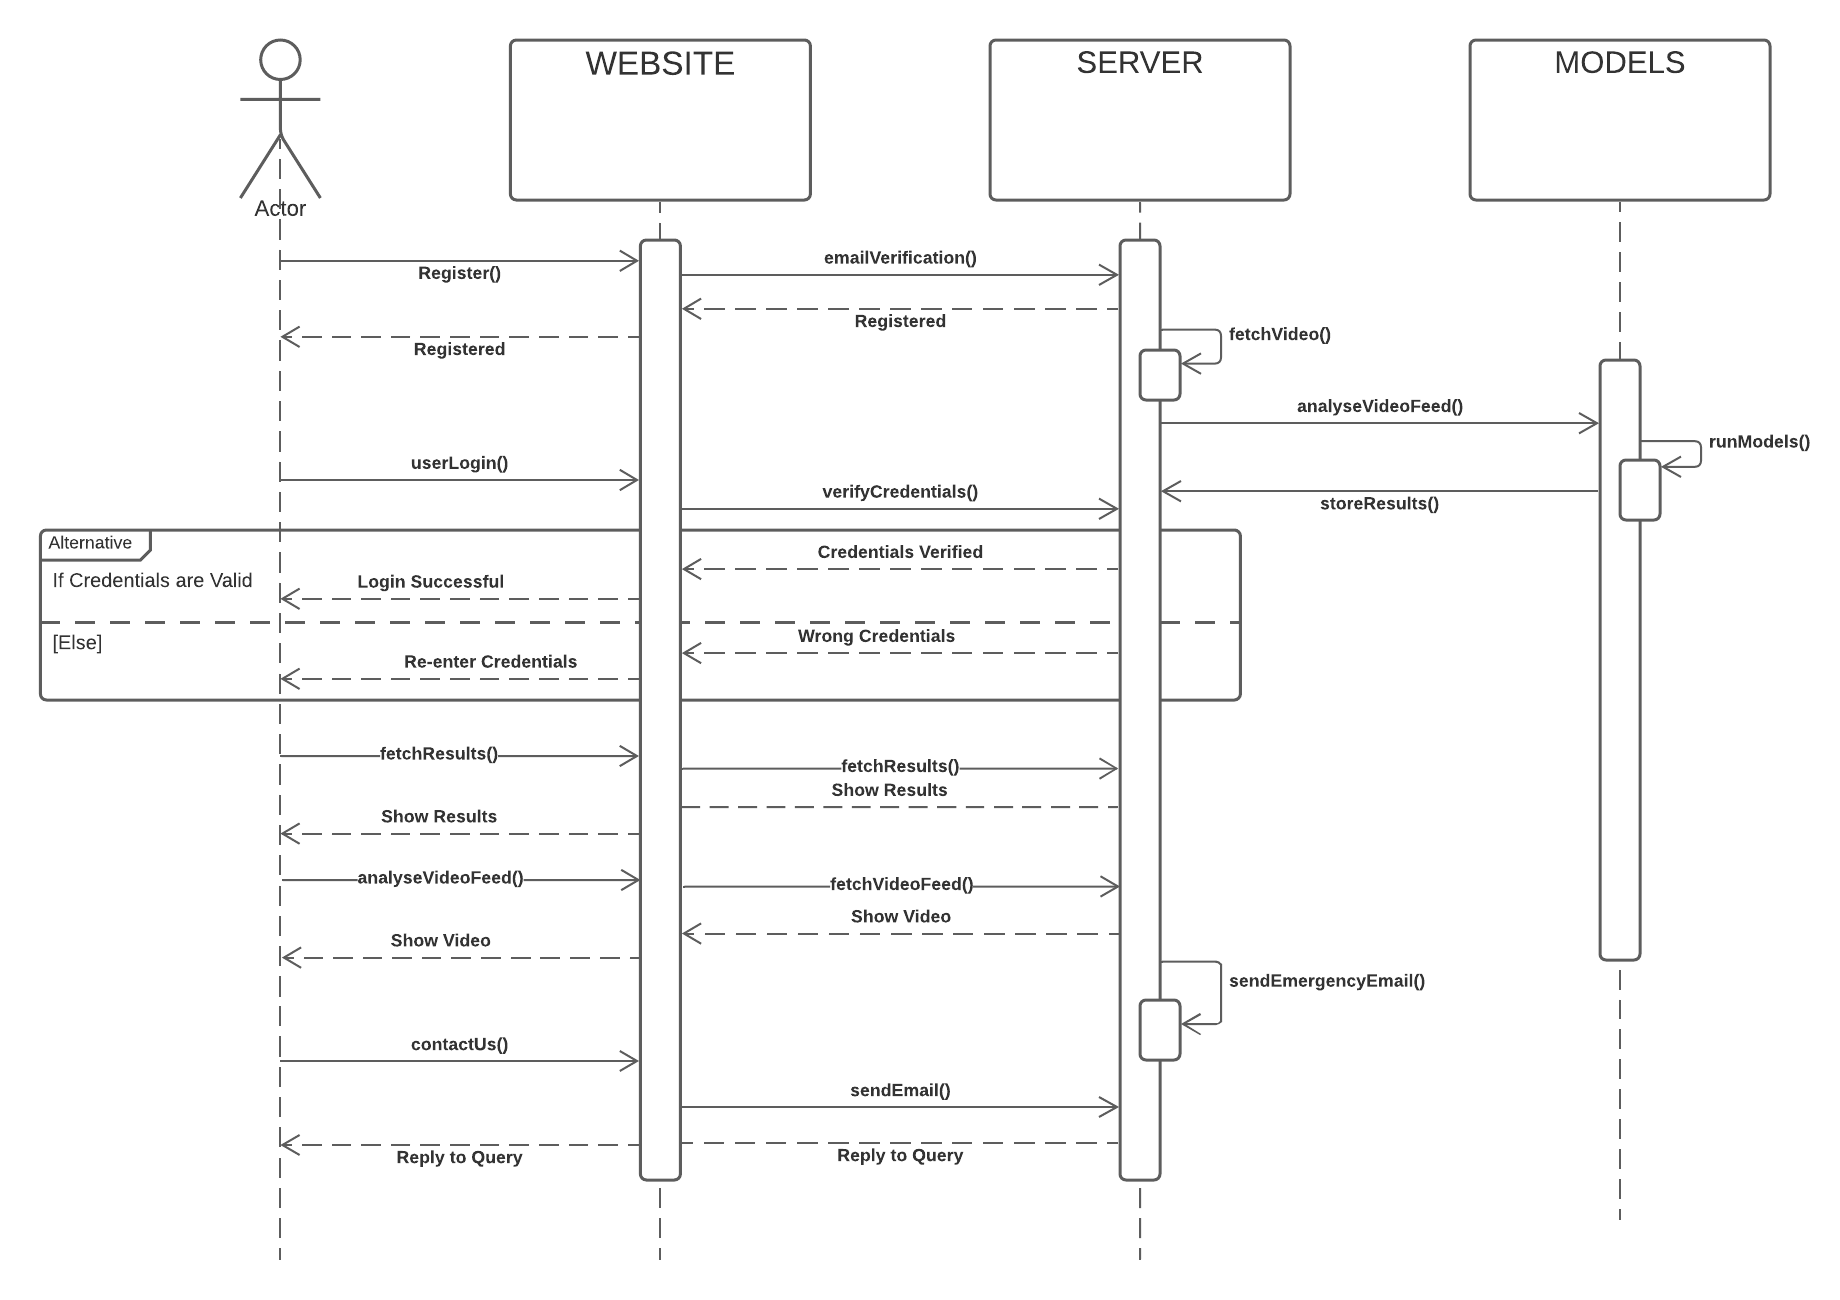 WEBSITE
SERVER
MODELS
Actor
emailVerification()
Register()
Registered
fetchVideo()
Registered
analyseVideoFeed()
runModels()
userLogin()
verifyCredentials()
storeResults()
Alternative
Credentials Verified
If Credentials are Valid
Login Successful
Wrong Credentials
[Else]
Re-enter Credentials
fetchResults()
fetchResults()
Show Results
Show Results
analyseVideoFeed()
fetchVideoFeed()
Show Video
Show Video
sendEmergencyEmail()
contactUs()
sendEmail()
Reply to Query
Reply to Query